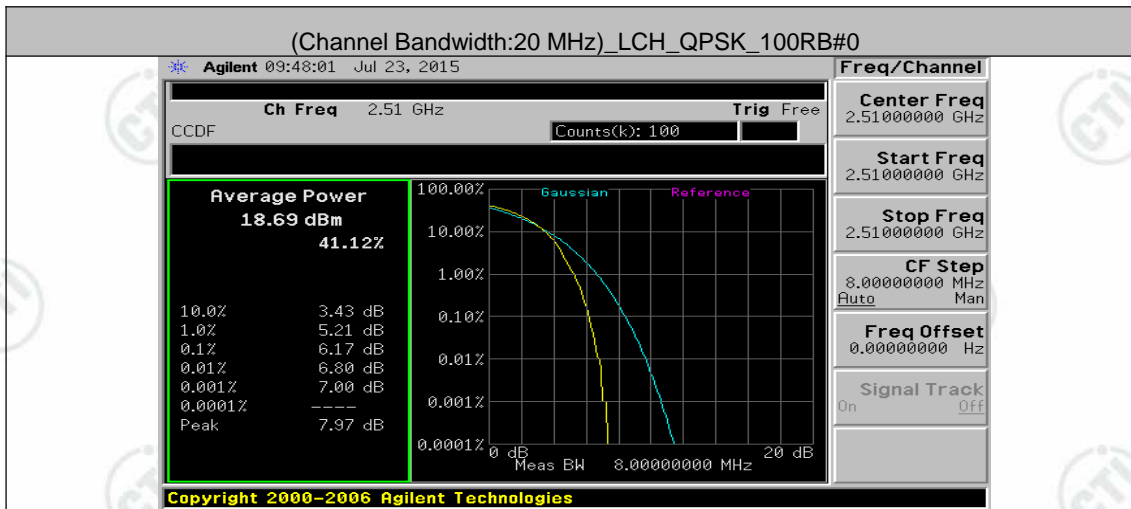 (Channel Bandwidth:20 MHz)_LCH_QPSK_100RB#0
Agilent 09:48:01 Jul 23, 2015
Freq/Channel
Ch Freq 2.51 GHz Trig Free
CCDF Counts(k): 100
Center Freq
2.51000000 GHz
Start Freq
2.51000000 GHz
Stop Freq
2.51000000 GHz
CF Step
8.00000000 MHz
Auto Man
Freq Offset
0.00000000 Hz
Signal Track
On Off
Average Power
18.69 dBm
41.12%
10.0% 3.43 dB
1.0% 5.21 dB
0.1% 6.17 dB
0.01% 6.80 dB
0.001% 7.00 dB
0.0001% ----
Peak 7.97 dB
Gaussian Reference
100.00%
10.00%
1.00%
0.10%
0.01%
0.001%
0.0001%
0 dB 20 dB
Meas BW 8.00000000 MHz
Copyright 2000-2006 Agilent Technologies
CTI
CTI
CTI
CTI